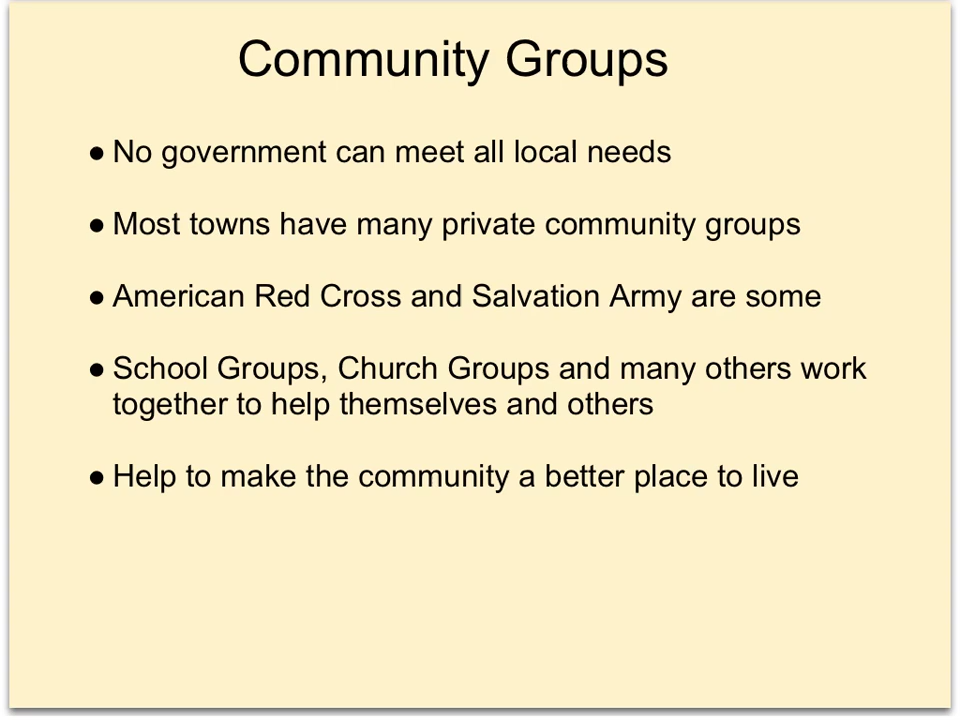 Community Groups
● No government can meet all local needs
● Most towns have many private community groups
● American Red Cross and Salvation Army are some
● School Groups, Church Groups and many others work
together to help themselves and others
● Help to make the community a better place to live